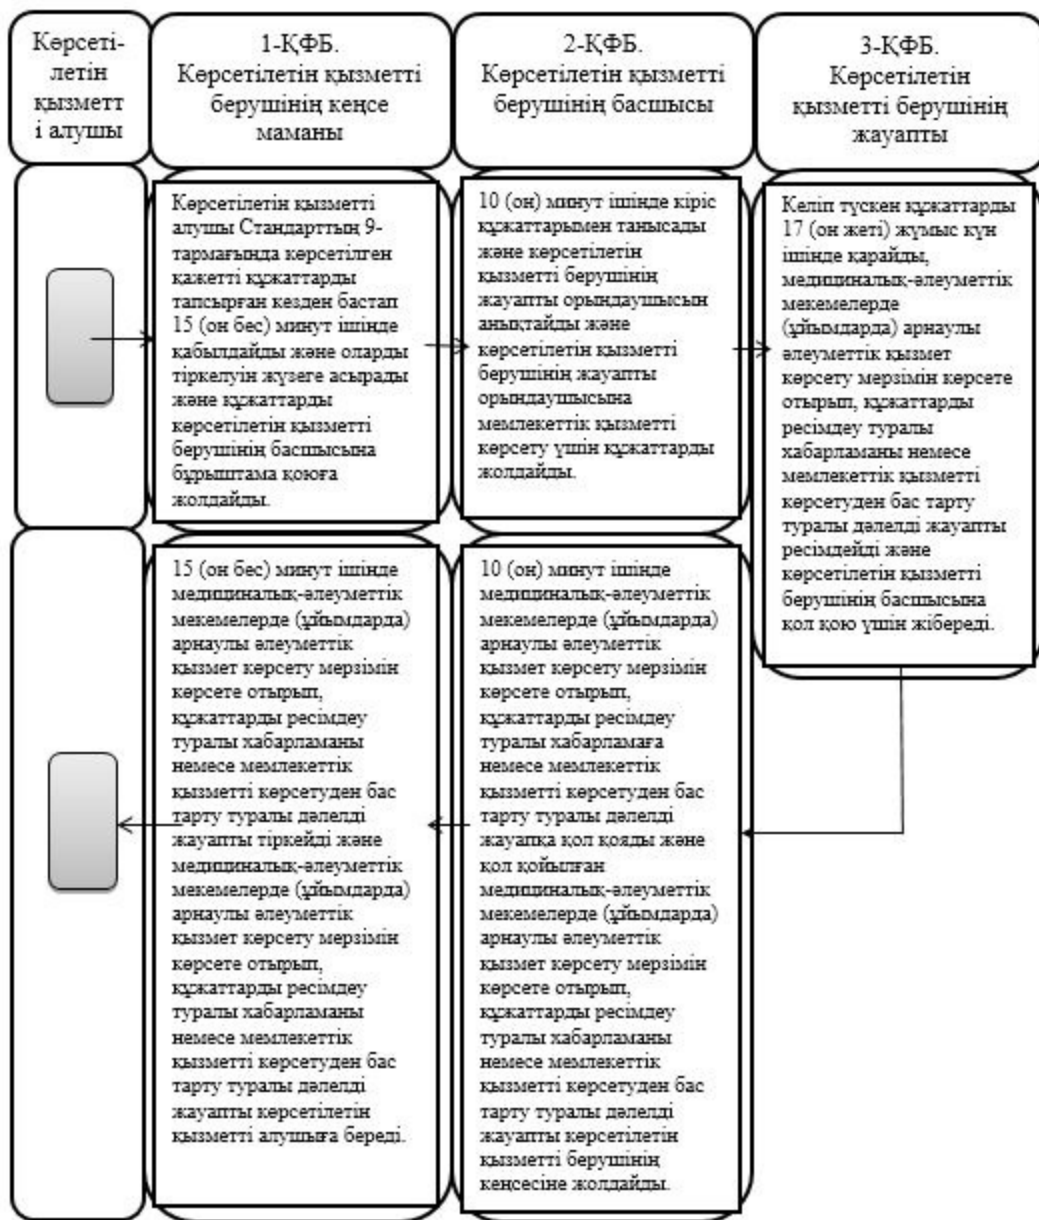 Көрсеті-
летін
қызметт
і алушы
1-ҚФБ.
Көрсетілетін қызметті
берушінің кеңсе
маманы
2-ҚФБ.
Көрсетілетін қызметті
берушінің басшысы
3-ҚФБ.
Көрсетілетін
қызметті берушінің
жауапты
Көрсетілетін қызметті
алушы Стандарттың 9-
тармағында көрсетілген
қажетті құжаттарды
тапсырған кезден бастап
15 (он бес) минут ішінде
қабылдайды және оларды
тіркелуін жүзеге асырады
және құжаттарды
көрсетілетін қызметті
берушінің басшысына
бұрыштама қоюға
жолдайды.
10 (он) минут ішінде кіріс
құжаттарымен танысады
және көрсетілетін
қызметті берушінің
жауапты орындаушысын
анықтайды және
көрсетілетін қызметті
берушінің жауапты
орындаушысына
мемлекеттік қызметті
көрсету үшін құжаттарды
жолдайды.
Келіп түскен құжаттарды
17 (он жеті) жұмыс күн
ішінде қарайды,
медициналық-әлеуметтік
мекемелерде
(ұйымдарда) арнаулы
әлеуметтік қызмет
көрсету мерзімін көрсете
отырып, құжаттарды
ресімдеу туралы
хабарламаны немесе
мемлекеттік қызметті
көрсетуден бас тарту
туралы дәлелді жауапты
ресімдейді және
көрсетілетін қызметті
берушінің басшысына
қол қою үшін жібереді.
15 (он бес) минут ішінде
медициналық-әлеуметтік
мекемелерде (ұйымдарда)
арнаулы әлеуметтік
қызмет көрсету мерзімін
көрсете отырып,
құжаттарды ресімдеу
туралы хабарламаны
немесе мемлекеттік
қызметті көрсетуден бас
тарту туралы дәлелді
жауапты тіркейді және
медициналық-әлеуметтік
мекемелерде (ұйымдарда)
арнаулы әлеуметтік
қызмет көрсету мерзімін
көрсете отырып,
құжаттарды ресімдеу
туралы хабарламаны
немесе мемлекеттік
қызметті көрсетуден бас
тарту туралы дәлелді
жауапты көрсетілетін
қызметті алушыға береді.
10 (он) минут ішінде
медициналық-әлеуметтік
мекемелерде (ұйымдарда)
арнаулы әлеуметтік
қызмет көрсету мерзімін
көрсете отырып,
құжаттарды ресімдеу
туралы хабарламаға
немесе мемлекеттік
қызметті көрсетуден бас
тарту туралы дәлелді
жауапқа қол қояды және
қол қойылған
медициналық-әлеуметтік
мекемелерде (ұйымдарда)
арнаулы әлеуметтік
қызмет көрсету мерзімін
көрсете отырып,
құжаттарды ресімдеу
туралы хабарламаны
немесе мемлекеттік
қызметті көрсетуден бас
тарту туралы дәлелді
жауапты көрсетілетін
қызметті берушінің
кеңсесіне жолдайды.